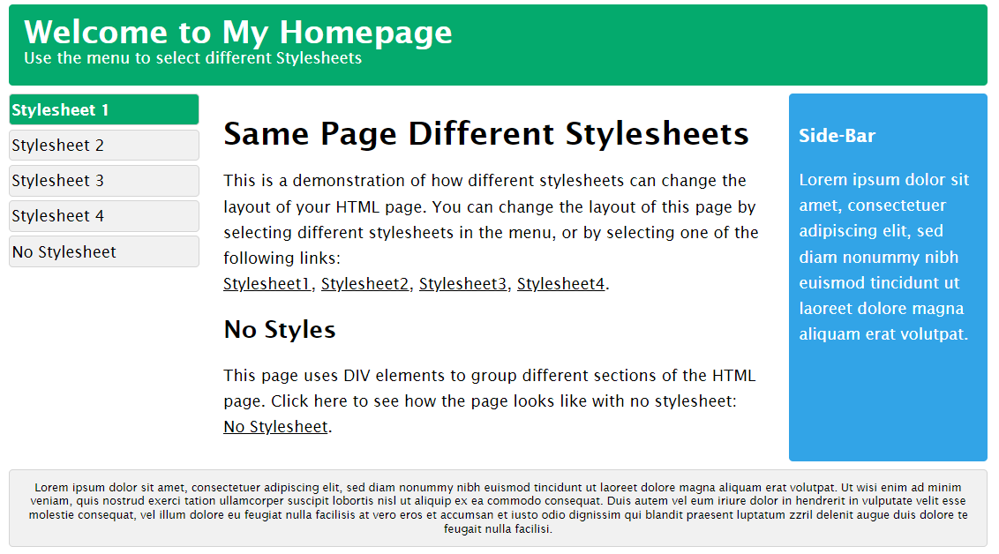 Welcome to My Homepage
Use the menu to select different Stylesheets
Stylesheet 1
Stylesheet 2
Stylesheet 3
Stylesheet 4
No Stylesheet
Same Page Different Stylesheets
This is a demonstration of how different stylesheets can change the
layout of your HTML page. You can change the layout of this page by
selecting different stylesheets in the menu, or by selecting one of the
following links:
Stylesheet1, Stylesheet2, Stylesheet3, Stylesheet4.
No Styles
This page uses DIV elements to group different sections of the HTML
page. Click here to see how the page looks like with no stylesheet:
No Stylesheet.
Side-Bar
Lorem ipsum dolor sit
amet, consectetuer
adipiscing elit, sed
diam nonummy nibh
euismod tincidunt ut
laoreet dolore magna
aliquam erat volutpat.
Lorem ipsum dolor sit amet, consectetuer adipiscing elit, sed diam nonummy nibh euismod tincidunt ut laoreet dolore magna aliquam erat volutpat. Ut wisi enim ad minim
veniam, quis nostrud exerci tation ullamcorper suscipit lobortis nisl ut aliquip ex ea commodo consequat. Duis autem vel eum iriure dolor in hendrerit in vulputate velit esse
molestie consequat, vel illum dolore eu feugiat nulla facilisis at vero eros et accumsan et iusto odio dignissim qui blandit praesent luptatum zzril delenit augue duis dolore te
feugait nulla facilisi.